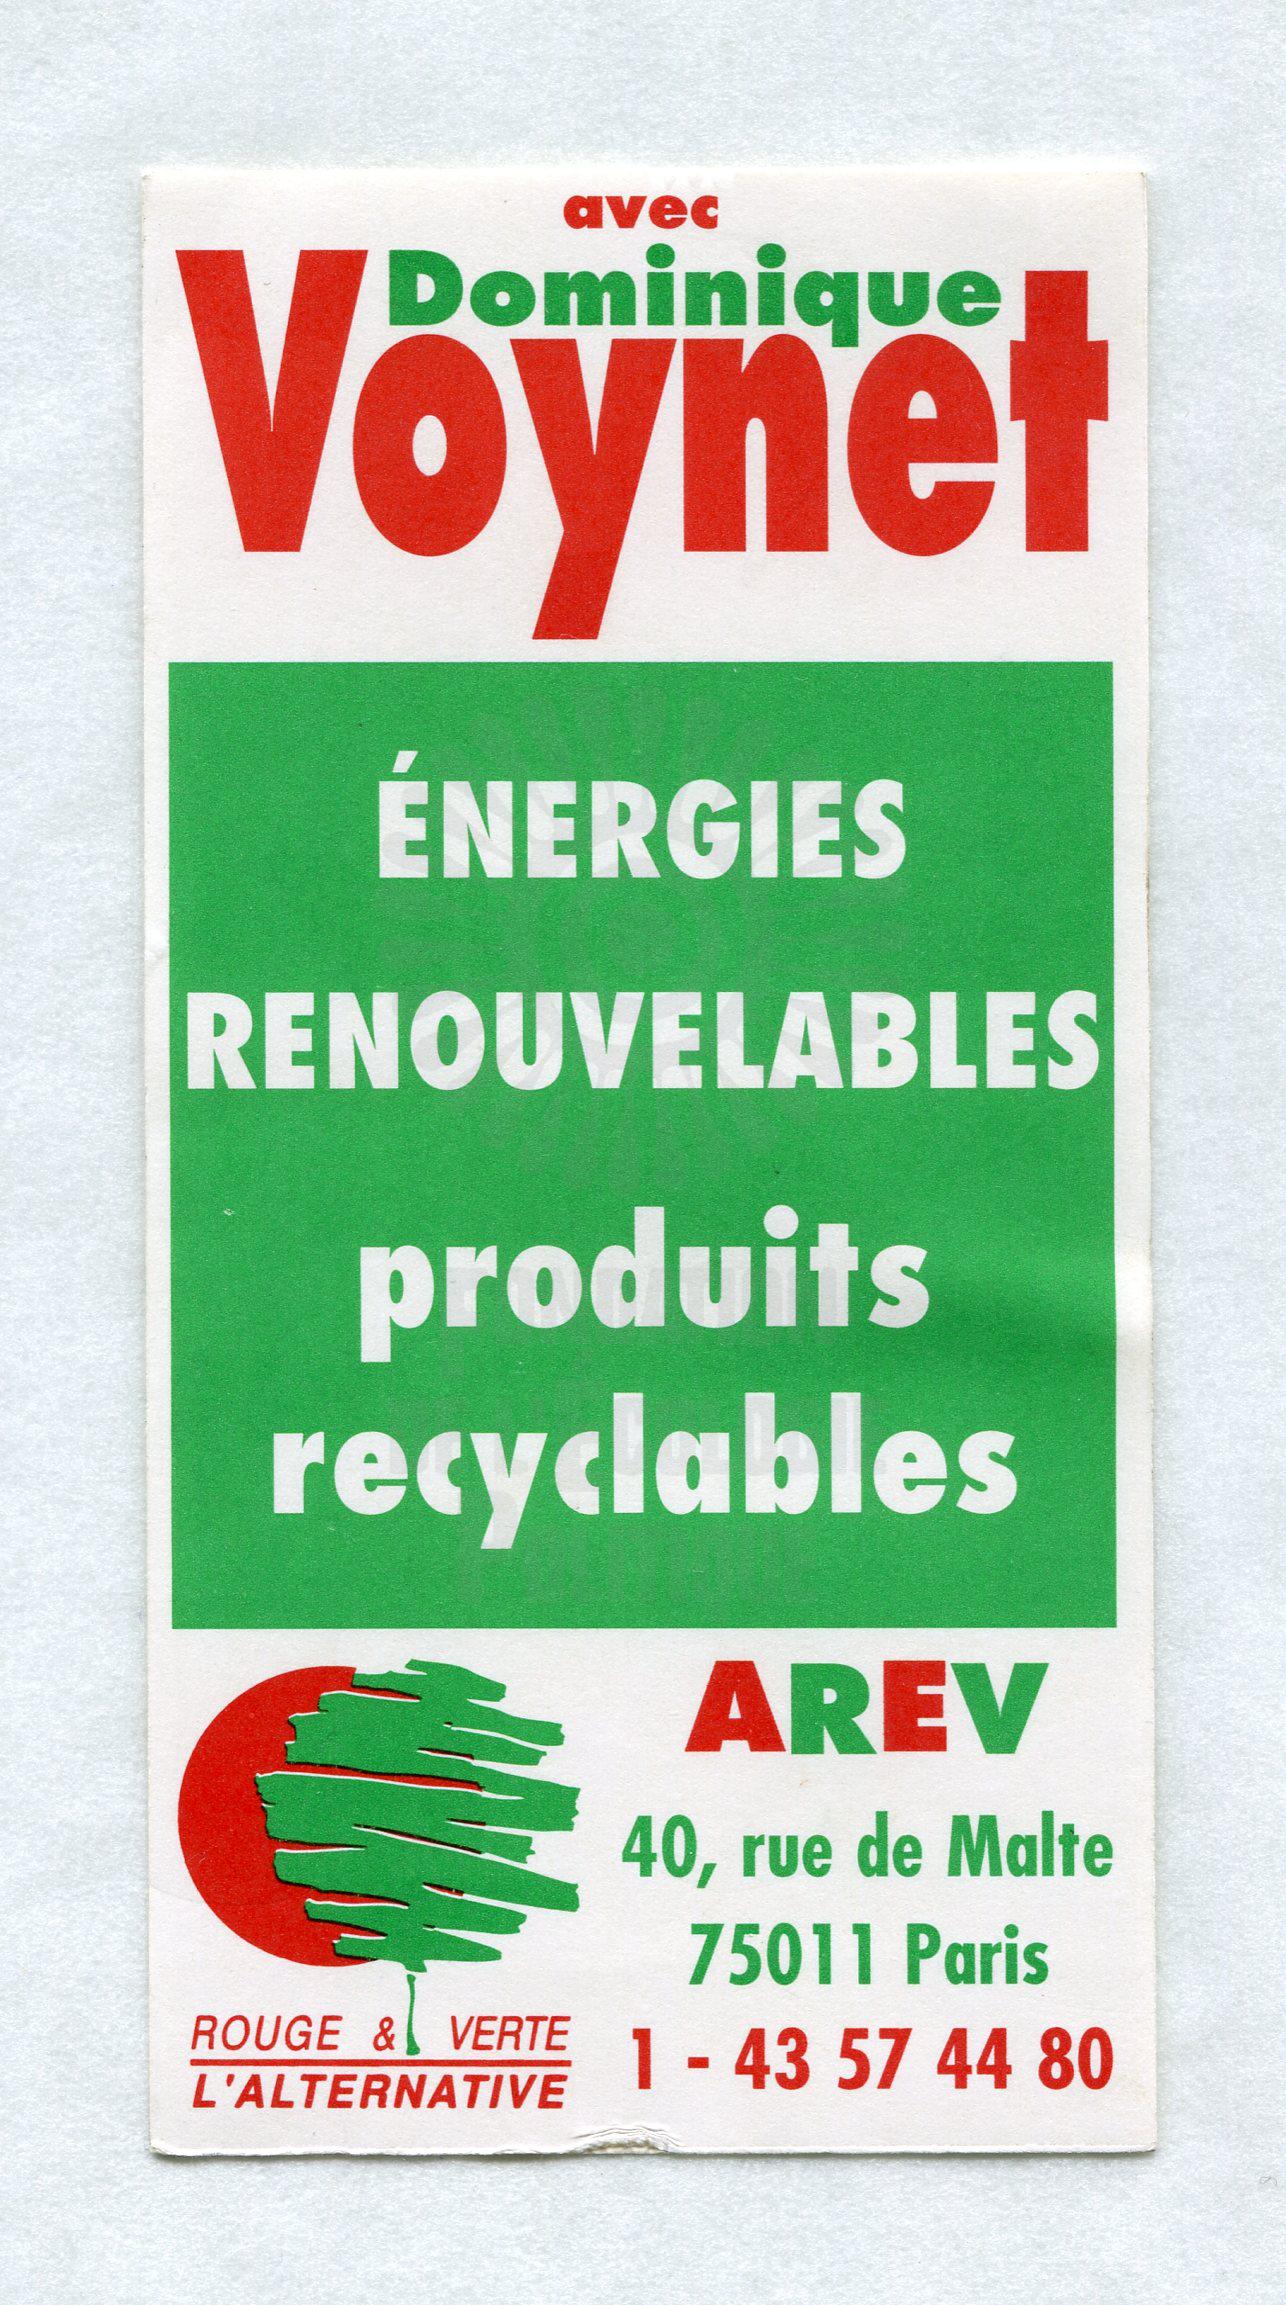 avec
Dominique
Voynet
ÉNERGIES
RENOUVELABLES
produits
recyclables
AREV
40, rue de Malte
75011 Paris
1 - 43 57 44 80
ROUGE & VERTE
L'ALTERNATIVE